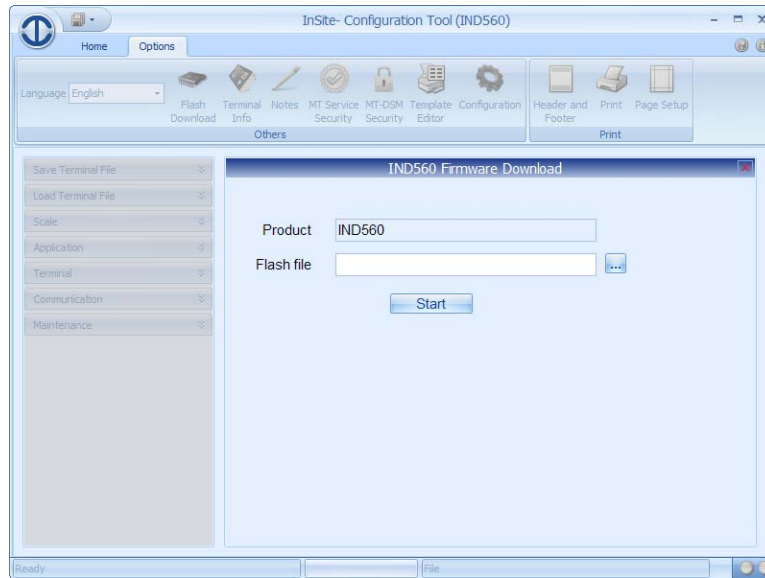 InSite- Configuration Tool (IND560)
Home Options
Language English
Flash Download
Terminal Info
Notes
MT Service Security
MT-DSM Security
Template Editor
Configuration
Header and Footer
Print
Page Setup
Others
Print
Save Terminal File
Load Terminal File
Scale
Application
Terminal
Communication
Maintenance
IND560 Firmware Download
Product IND560
Flash file ...
Start
Ready
File